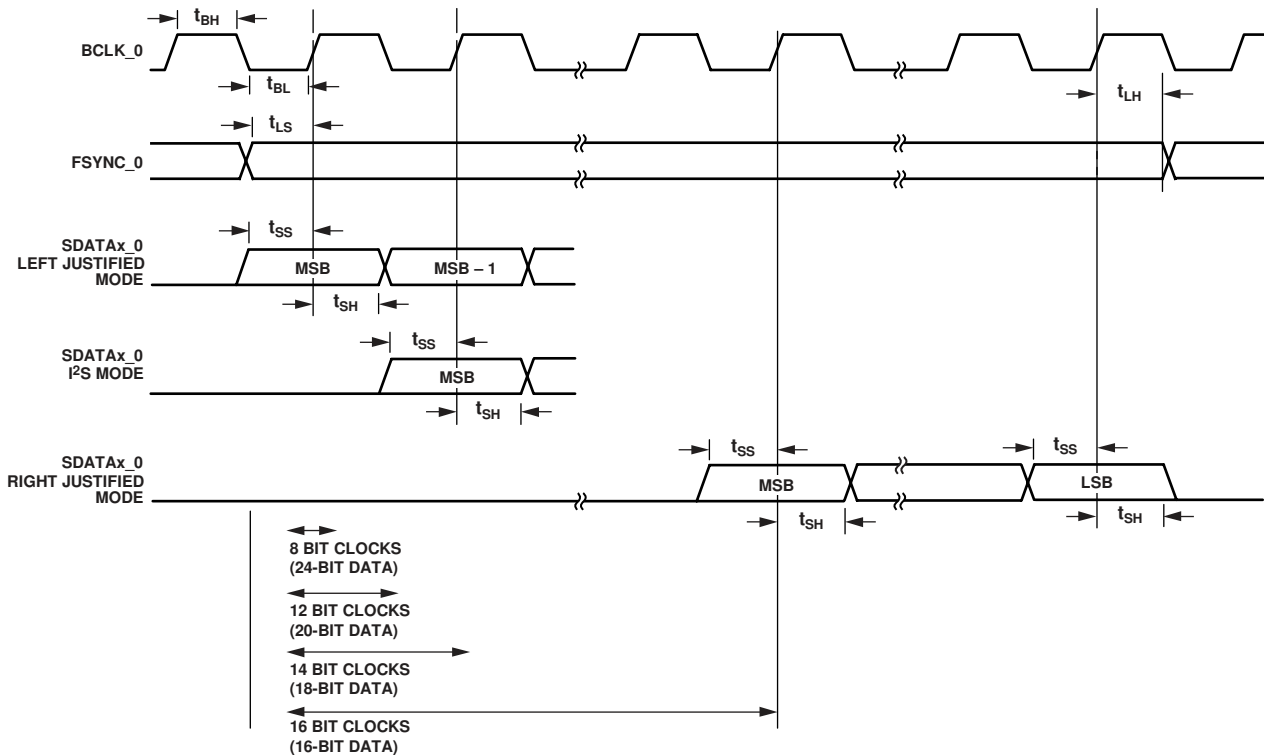 tBH
BCLK_0
tBL
tLH
tLS
FSYNC_0
tSS
SDATAx_0
LEFT JUSTIFIED
MODE
MSB
MSB – 1
tSH
tSS
SDATAx_0
I²S MODE
MSB
tSH
tSS
tSS
SDATAx_0
RIGHT JUSTIFIED
MODE
MSB
LSB
tSH
tSH
8 BIT CLOCKS
(24-BIT DATA)
12 BIT CLOCKS
(20-BIT DATA)
14 BIT CLOCKS
(18-BIT DATA)
16 BIT CLOCKS
(16-BIT DATA)